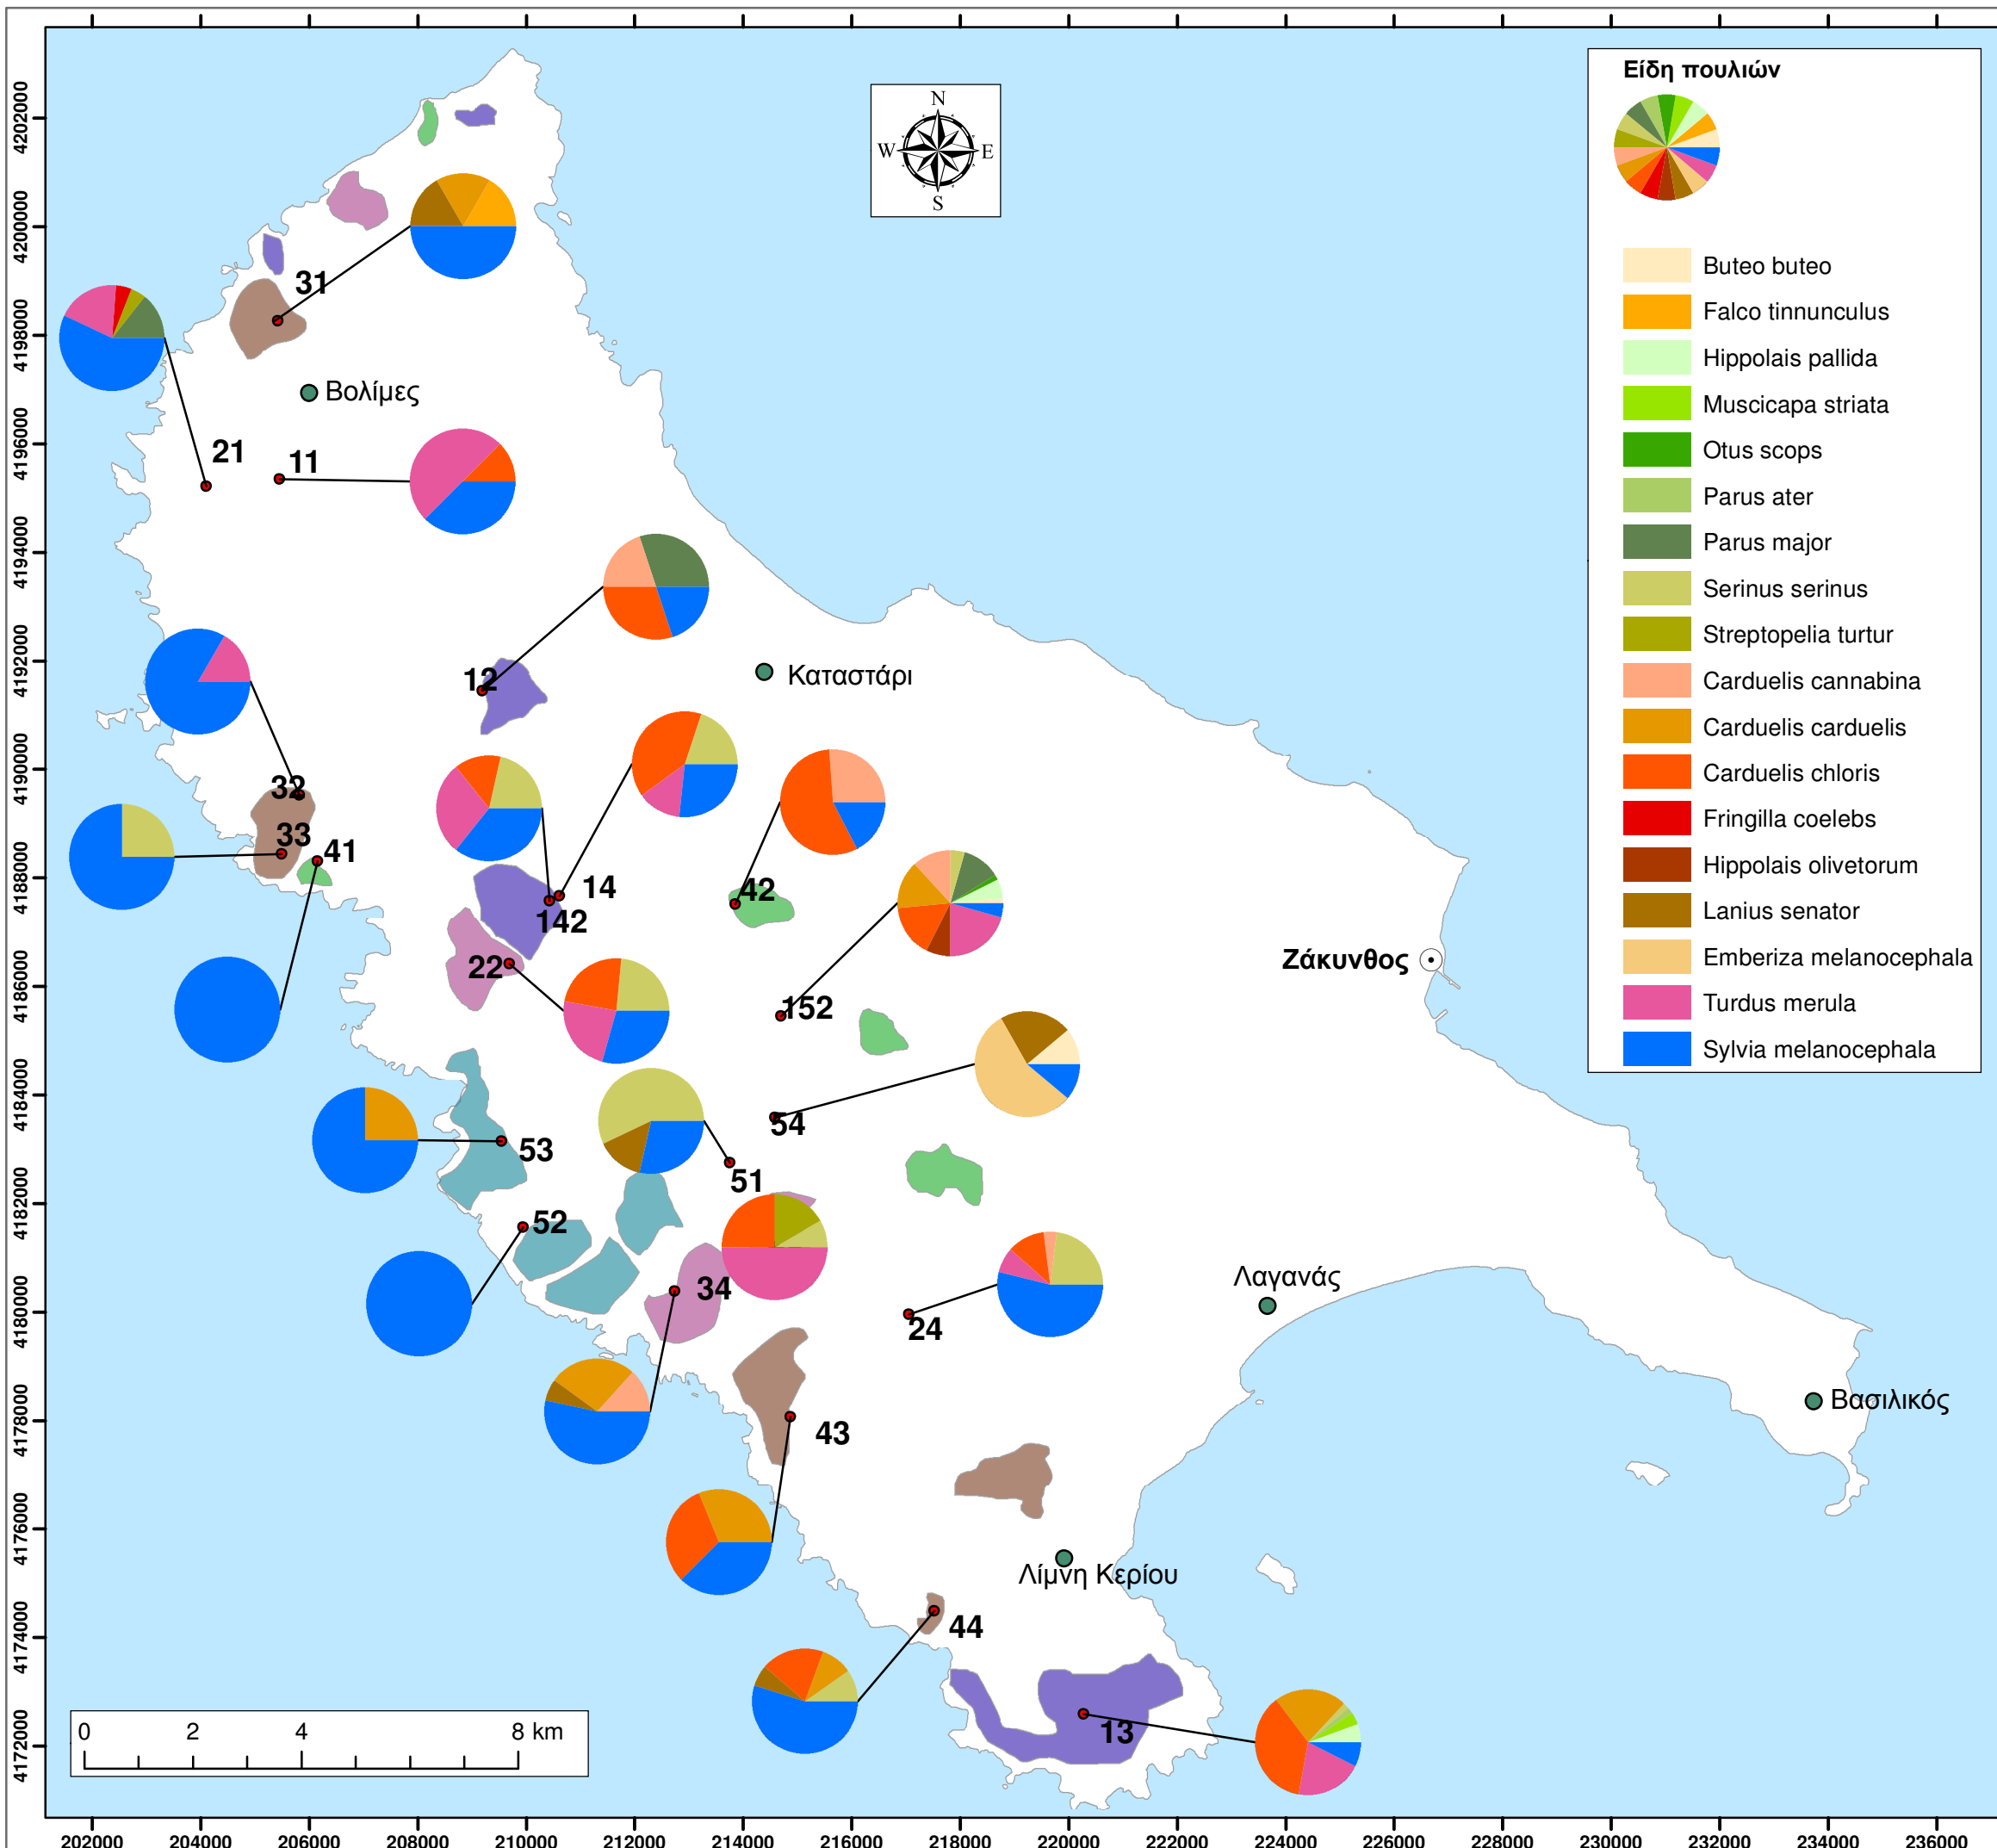 N
W E
S
Είδη πουλιών
Buteo buteo
Falco tinnunculus
Hippolais pallida
Muscicapa striata
Otus scops
Parus ater
Parus major
Serinus serinus
Streptopelia turtur
Carduelis cannabina
Carduelis carduelis
Carduelis chloris
Fringilla coelebs
Hippolais olivetorum
Lanius senator
Emberiza melanocephala
Turdus merula
Sylvia melanocephala
31
Βολίμες
21
11
12
Καταστάρι
32
33
41
14
142
42
22
152
Ζάκυνθος
54
53
51
52
34
24
Λαγανάς
43
Βασιλικός
Λίμνη Κερίου
44
13
0 2 4 8 km
4202000
4200000
4198000
4196000
4194000
4192000
4190000
4188000
4186000
4184000
4182000
4180000
4178000
4176000
4174000
4172000
202000 204000 206000 208000 210000 212000 214000 216000 218000 220000 222000 224000 226000 228000 230000 232000 234000 236000